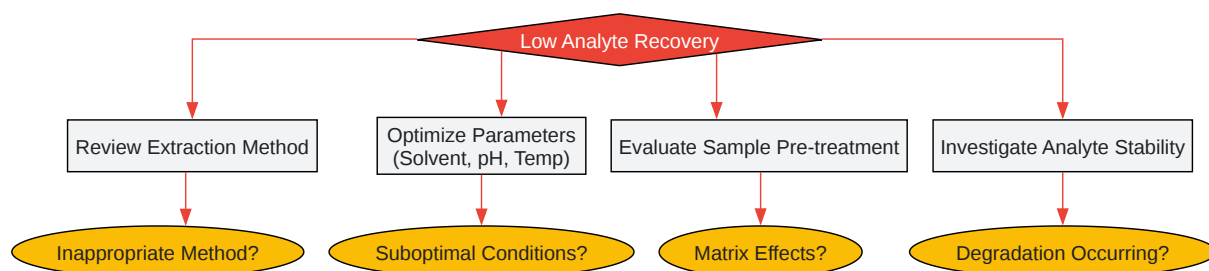 Low Analyte Recovery
Review Extraction Method
Optimize Parameters
(Solvent, pH, Temp)
Evaluate Sample Pre-treatment
Investigate Analyte Stability
Inappropriate Method?
Suboptimal Conditions?
Matrix Effects?
Degradation Occurring?